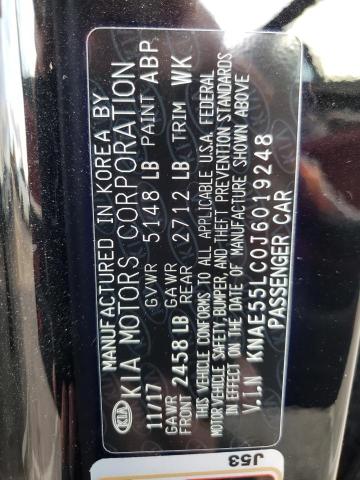 MANUFACTURED IN KOREA BY
KIA MOTORS CORPORATION
11/17 GVWR 5148 LB PAINT ABP
GAWR FRONT 2458 LB GAWR REAR 2712 LB TRIM WK
THIS VEHICLE CONFORMS TO ALL APPLICABLE U.S.A. FEDERAL
MOTOR VEHICLE SAFETY, BUMPER, AND THEFT PREVENTION STANDARDS
IN EFFECT ON THE DATE OF MANUFACTURE SHOWN ABOVE
V.I.N KNAE55LC0J6019248
PASSENGER CAR
KIA
J53